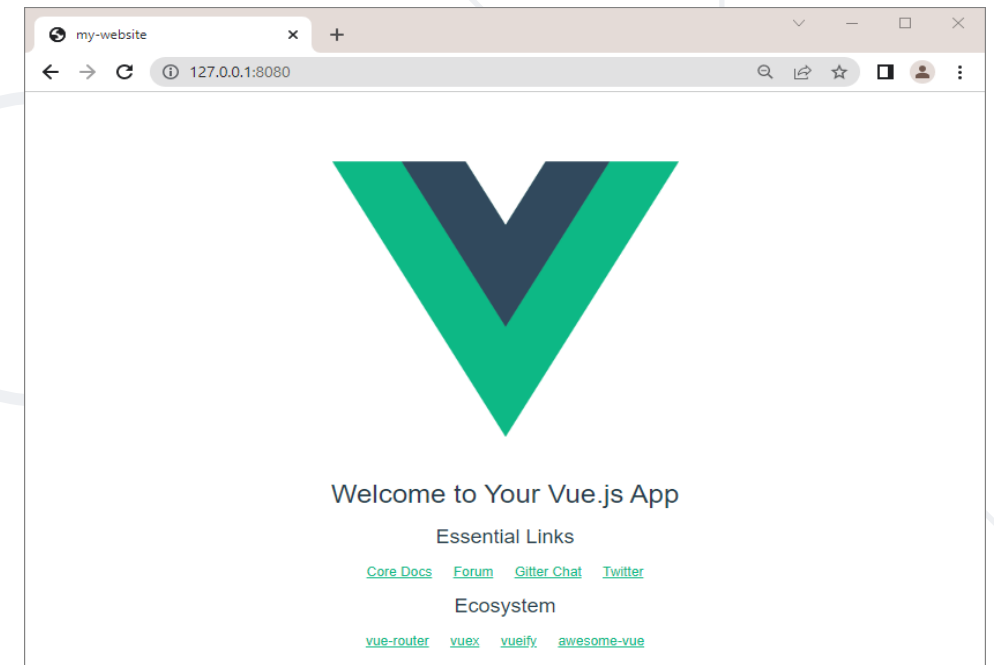 my-website
127.0.0.1:8080
Welcome to Your Vue.js App
Essential Links
Core Docs Forum Gitter Chat Twitter
Ecosystem
vue-router vuex vueify awesome-vue